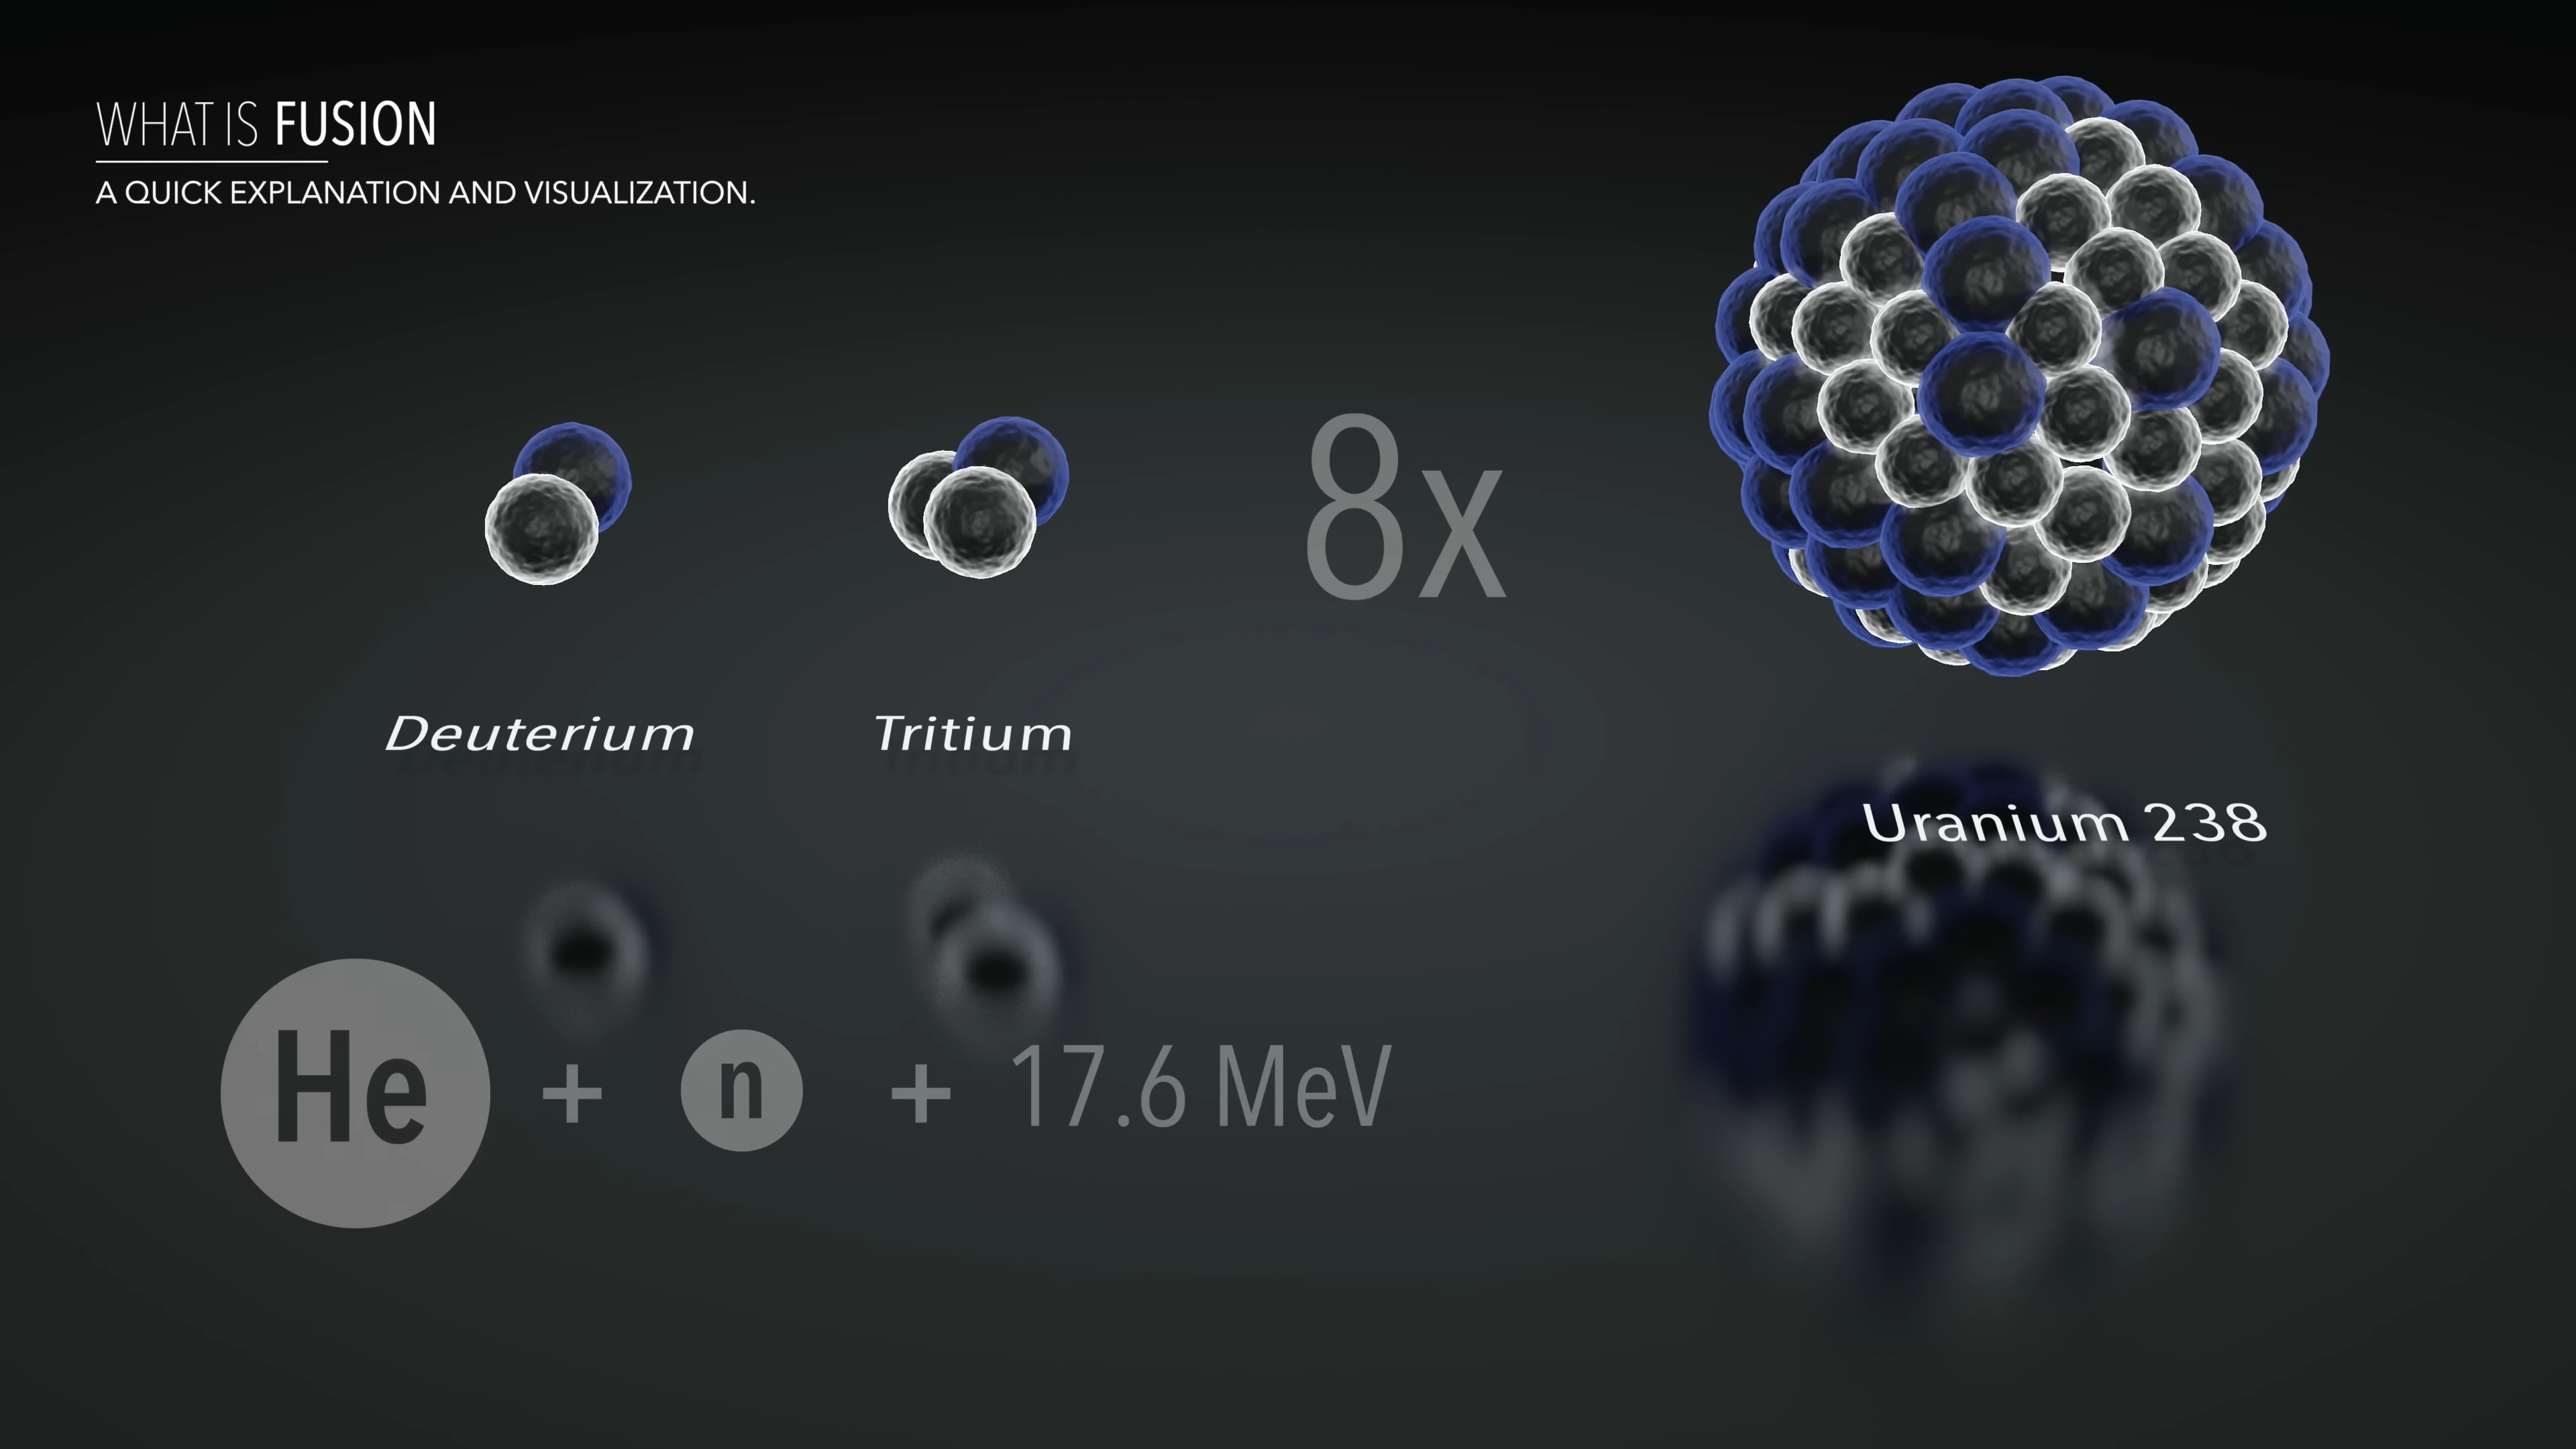 WHAT IS FUSION
A QUICK EXPLANATION AND VISUALIZATION.
8x
Deuterium
Tritium
Uranium 238
He + n + 17.6 MeV